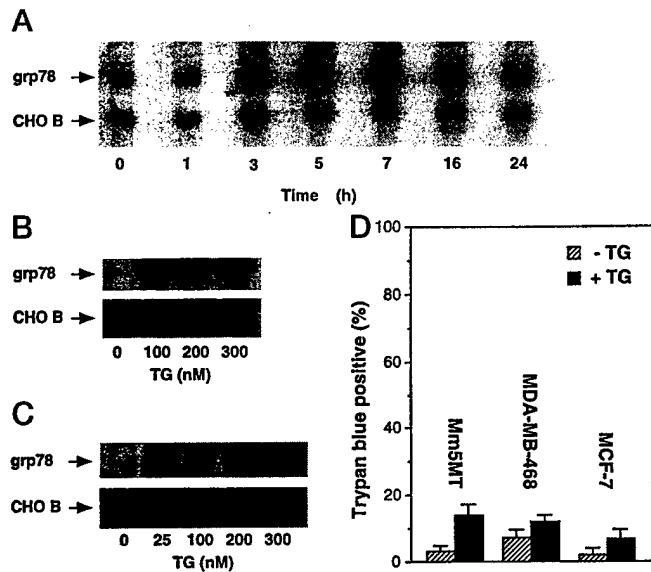 A
grp78
CHO B
0 1 3 5 7 16 24
Time (h)
B
grp78
CHO B
0 100 200 300
TG (nM)
C
grp78
CHO B
0 25 100 200 300
TG (nM)
D
- TG
+ TG
Trypan blue positive (%)
100
80
60
40
20
0
Mm5MT
MDA-MB-468
MCF-7